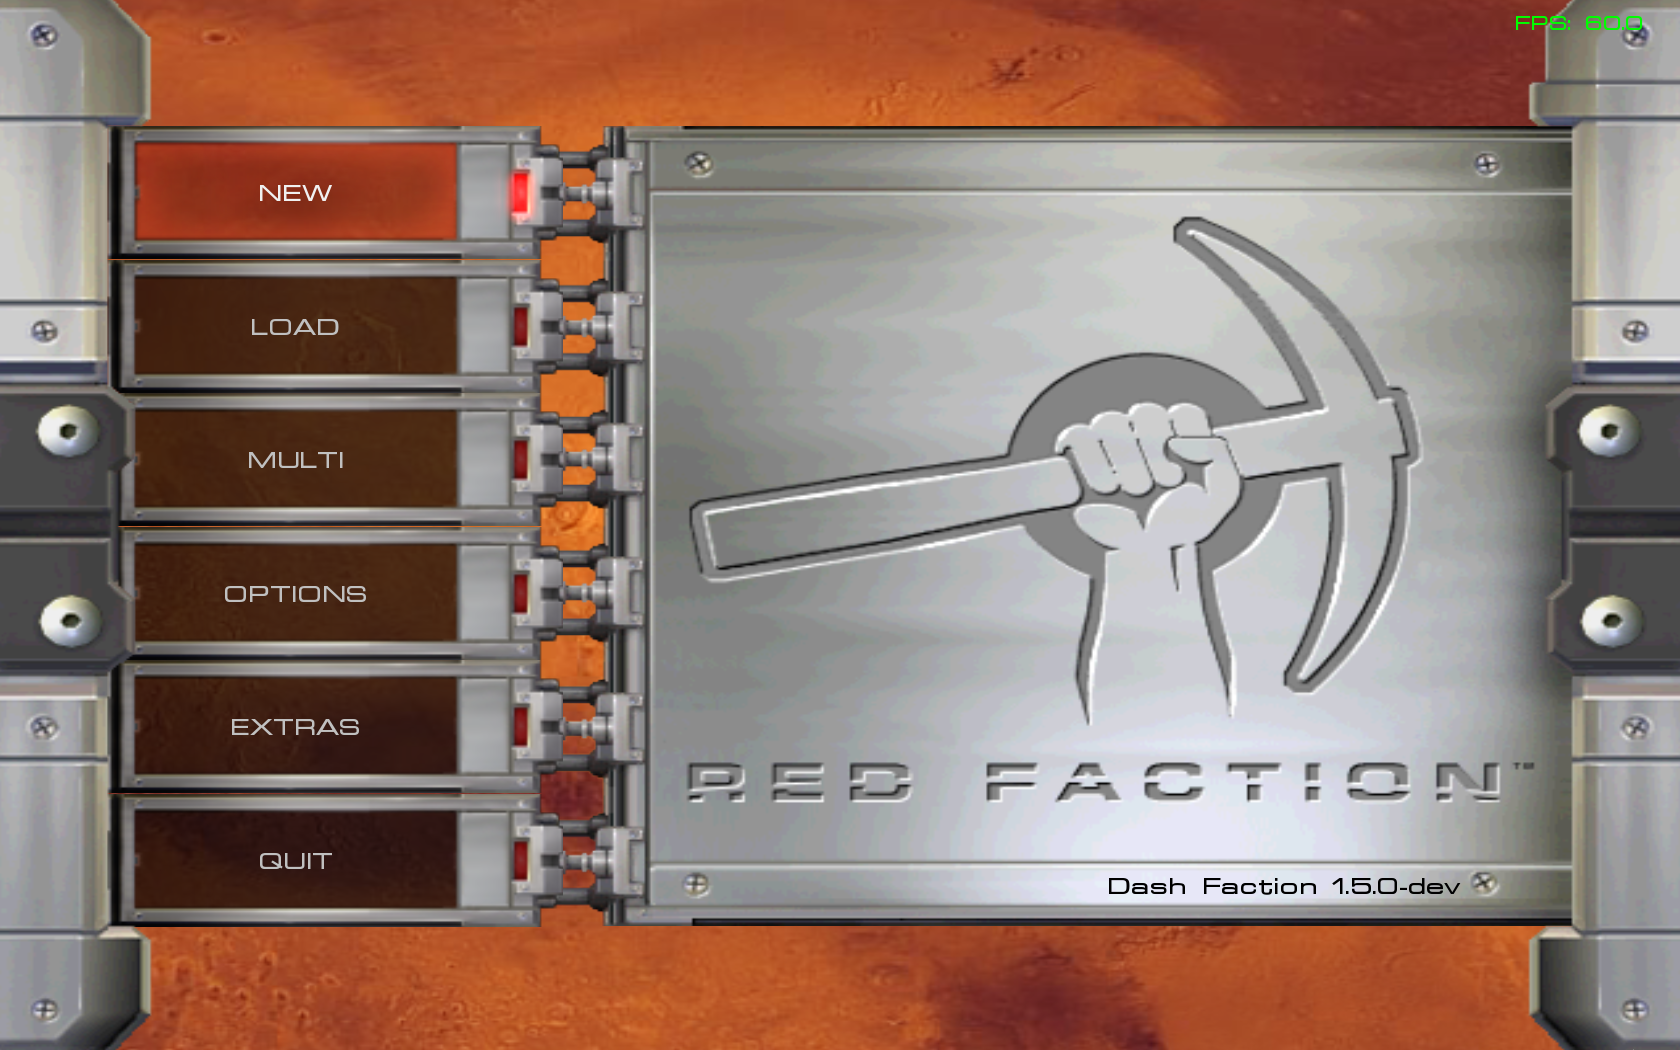 FPS: 60.0
NEW
LOAD
MULTI
OPTIONS
EXTRAS
QUIT
RED FACTION™
Dash Faction 1.5.0-dev